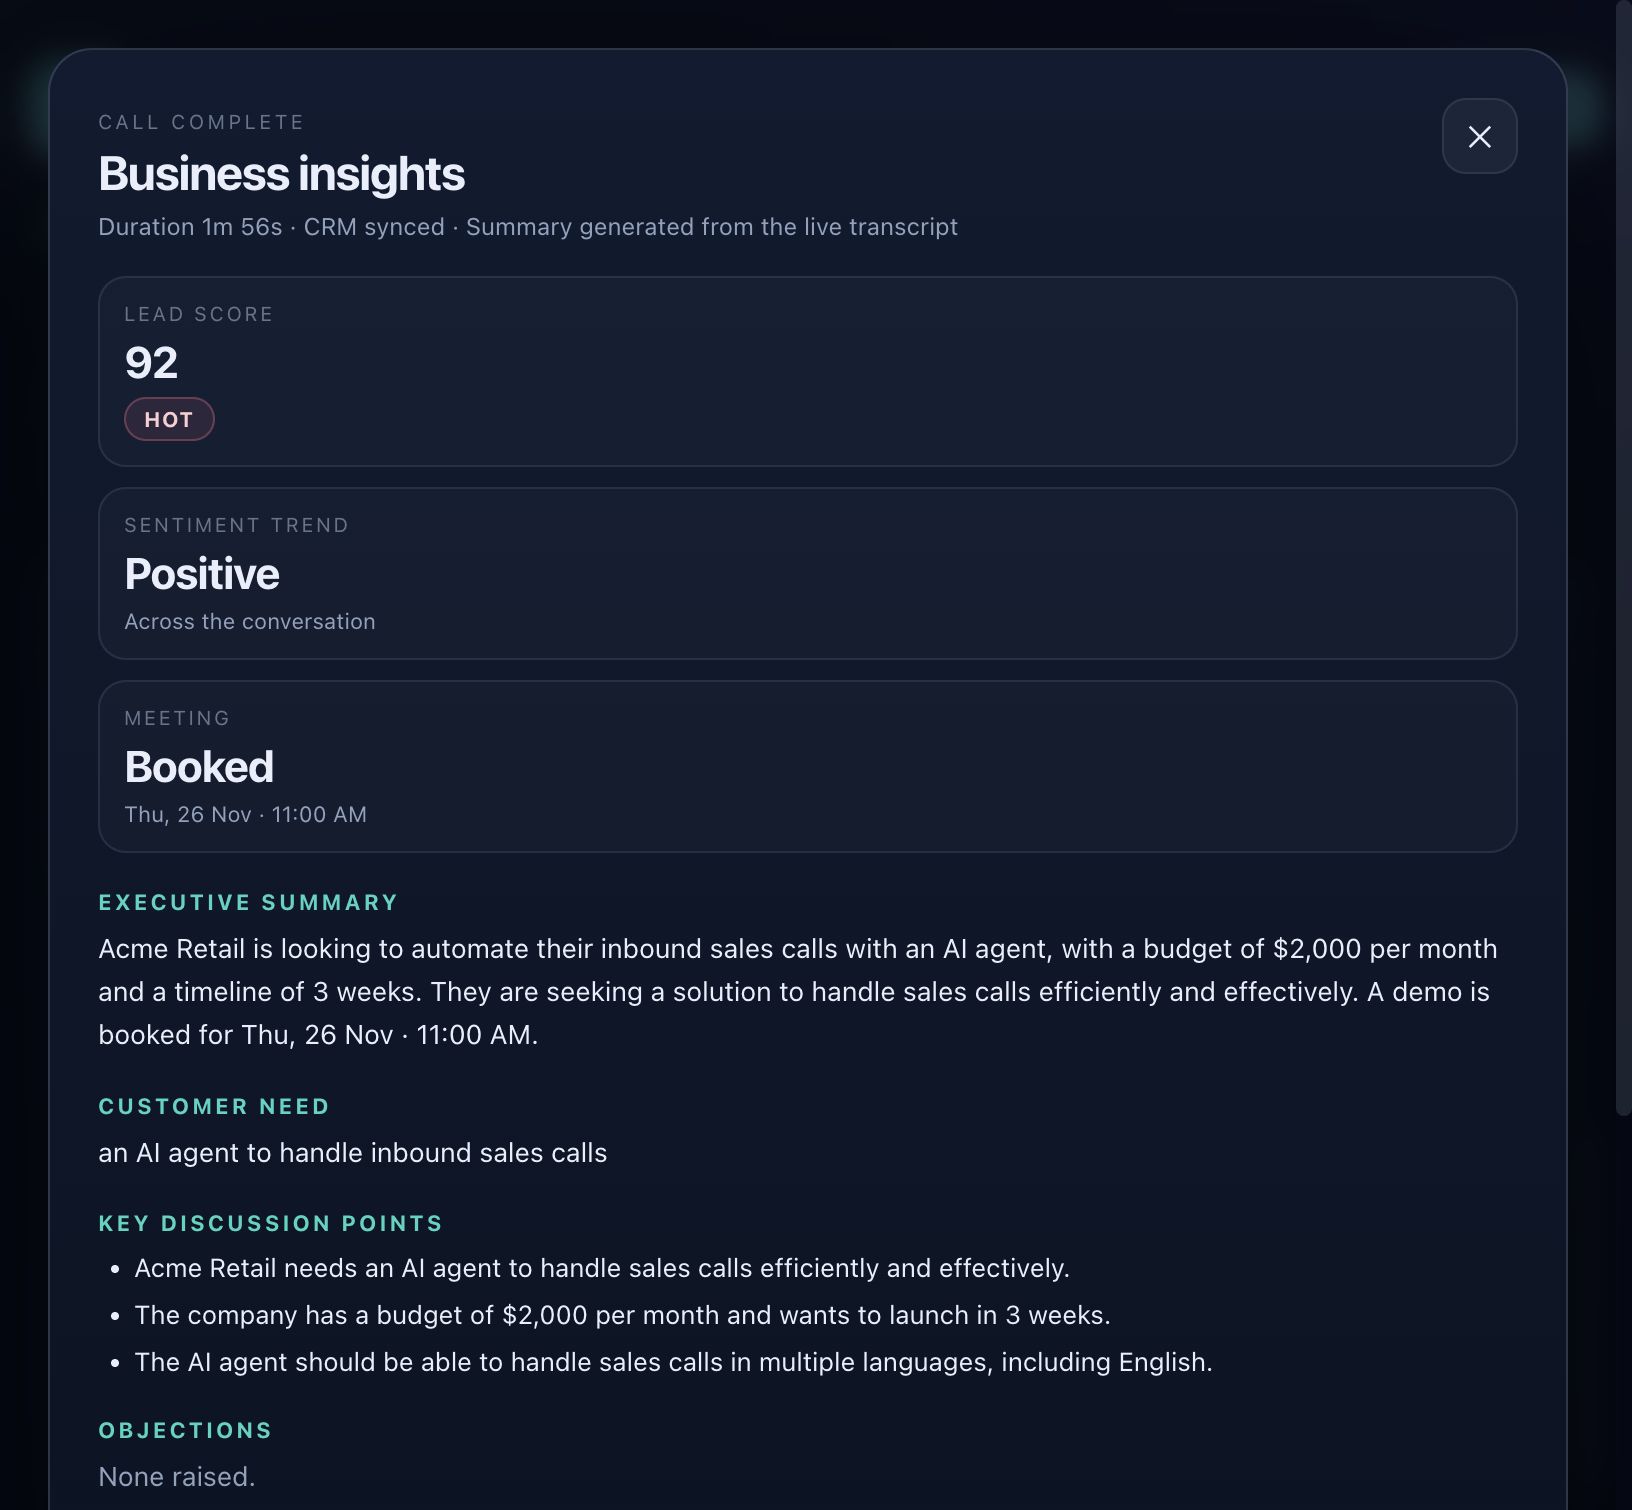 CALL COMPLETE
Business insights
Duration 1m 56s · CRM synced · Summary generated from the live transcript
LEAD SCORE
92
HOT
SENTIMENT TREND
Positive
Across the conversation
MEETING
Booked
Thu, 26 Nov · 11:00 AM
EXECUTIVE SUMMARY
Acme Retail is looking to automate their inbound sales calls with an AI agent, with a budget of $2,000 per month
and a timeline of 3 weeks. They are seeking a solution to handle sales calls efficiently and effectively. A demo is
booked for Thu, 26 Nov · 11:00 AM.
CUSTOMER NEED
an AI agent to handle inbound sales calls
KEY DISCUSSION POINTS
• Acme Retail needs an AI agent to handle sales calls efficiently and effectively.
• The company has a budget of $2,000 per month and wants to launch in 3 weeks.
• The AI agent should be able to handle sales calls in multiple languages, including English.
OBJECTIONS
None raised.